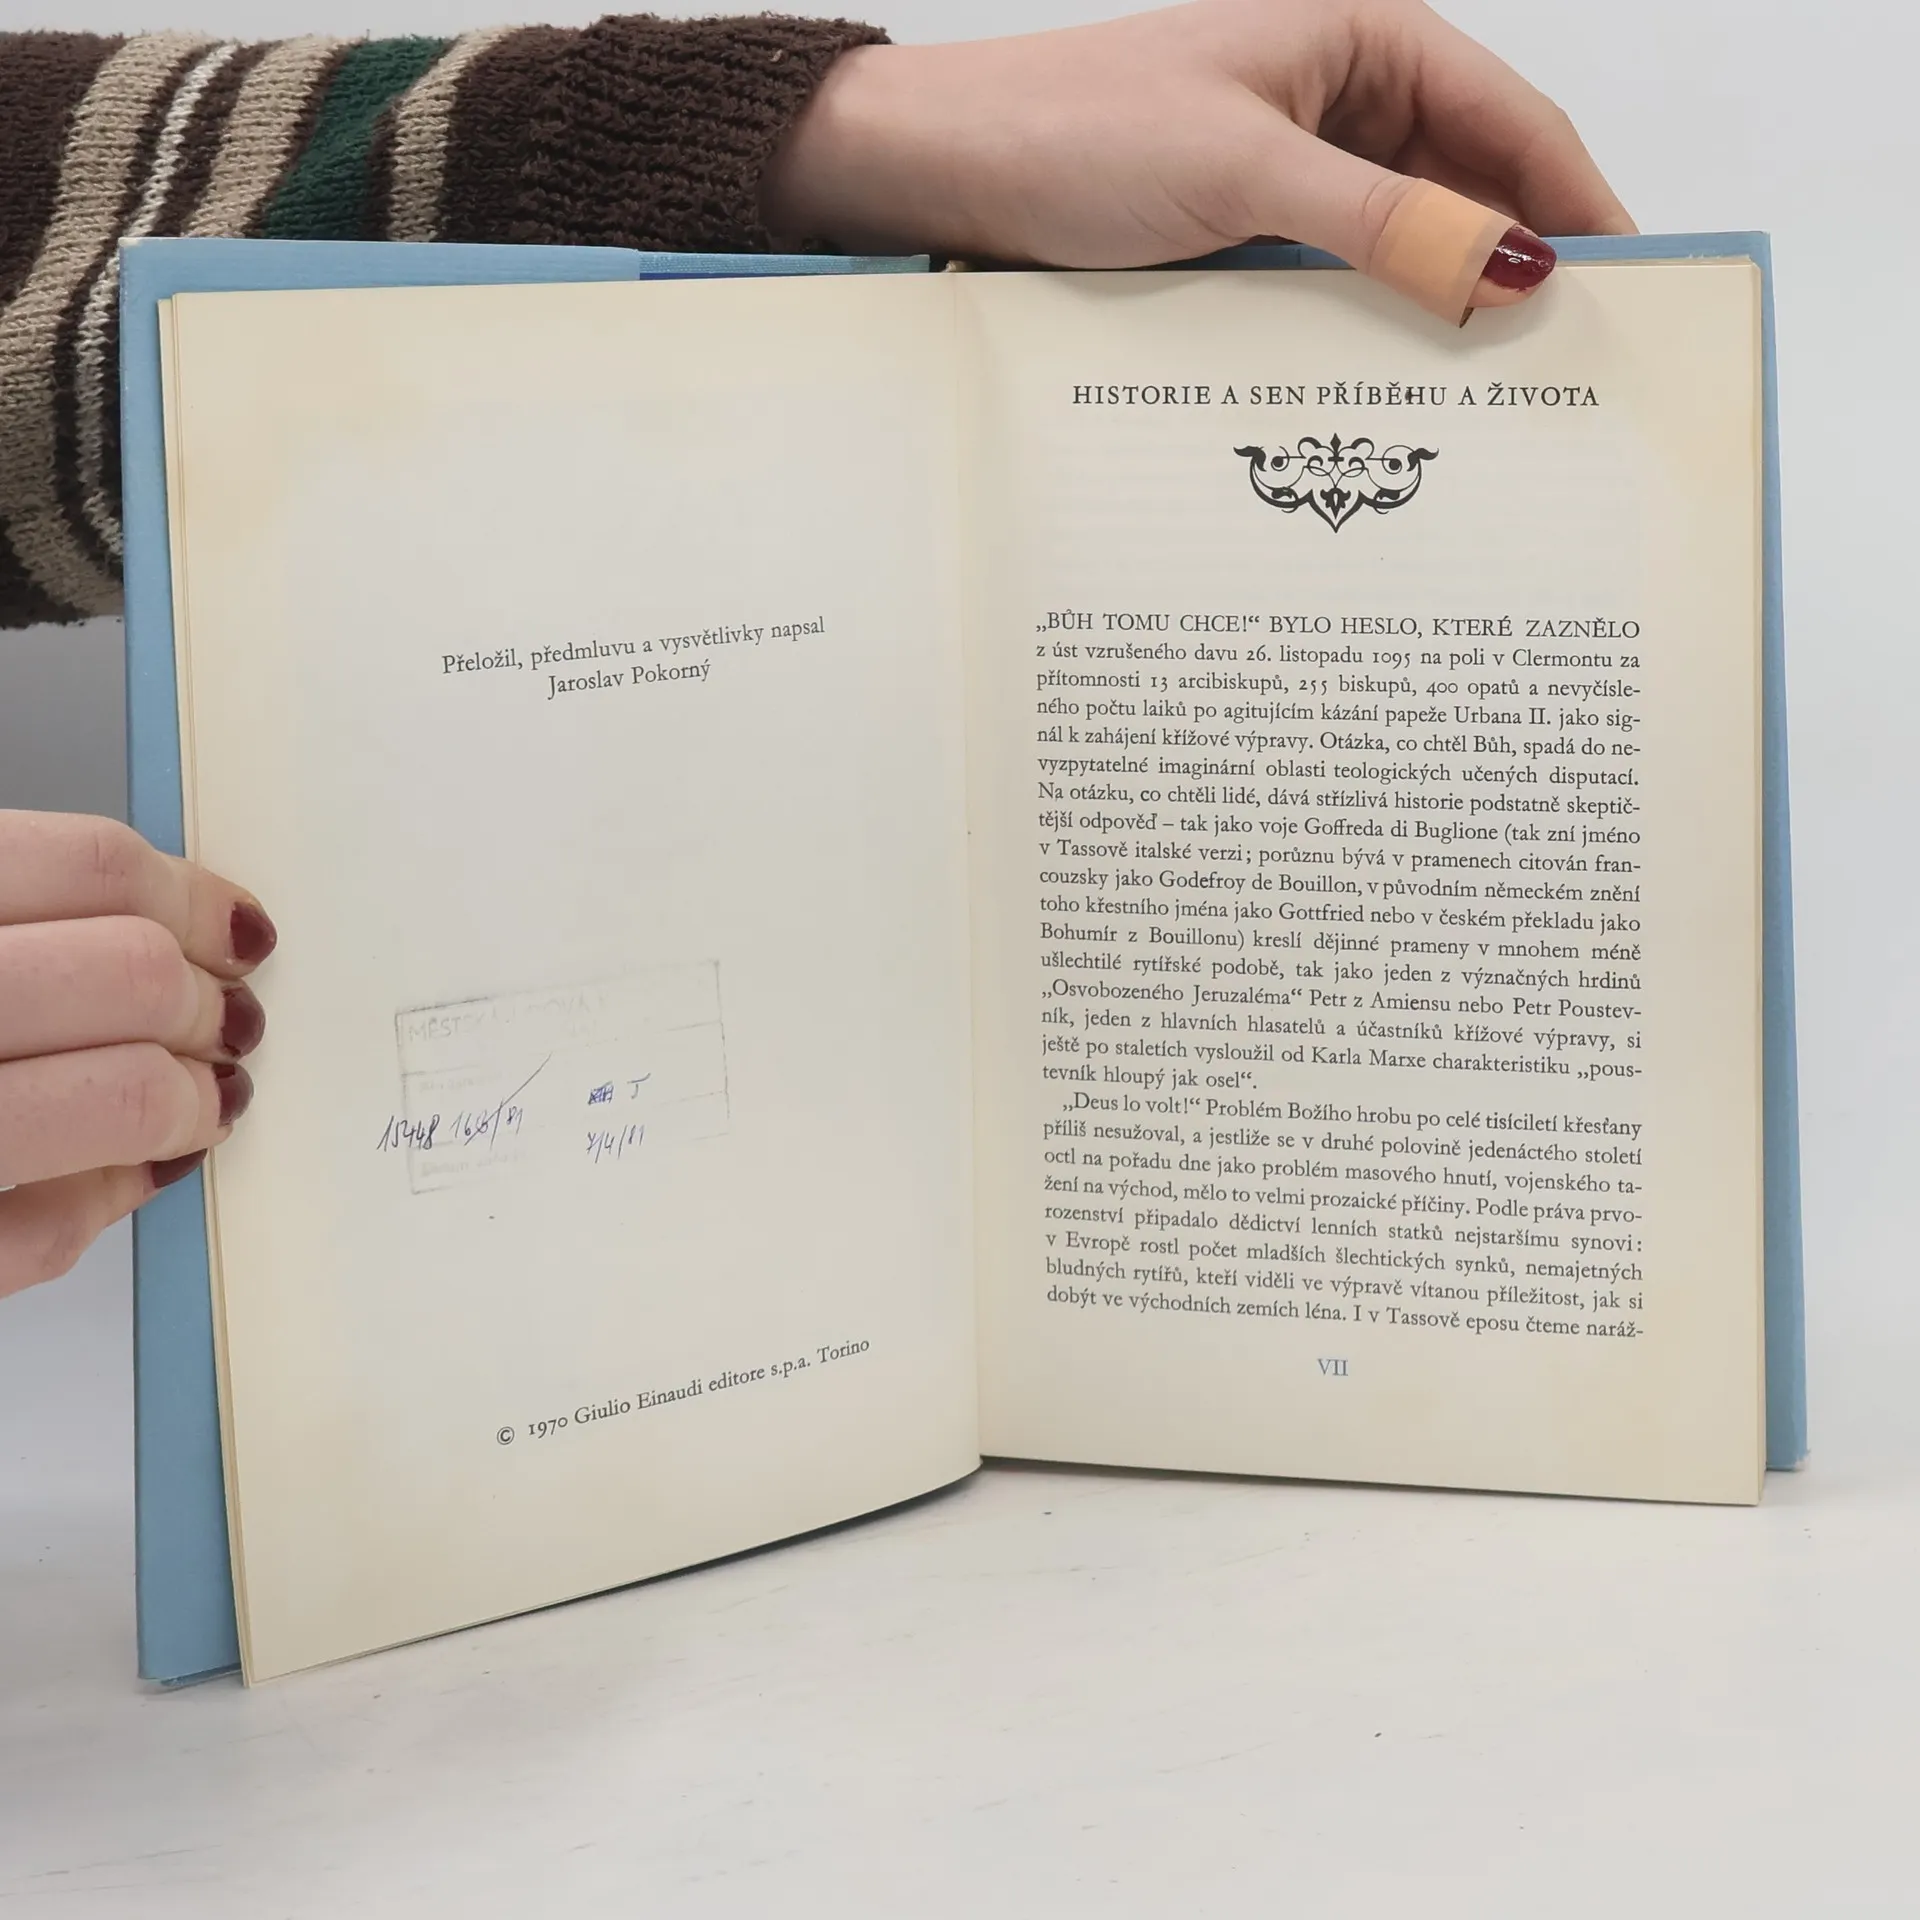 Přeložil, předmluvu a vysvětlivky napsal
Jaroslav Pokorný
15448
7/4/81
© 1970 Giulio Einaudi editore s.p.a. Torino
HISTORIE A SEN PŘÍBĚHU A ŽIVOTA
„BŮH TOMU CHCE!“ BYLO HESLO, KTERÉ ZAZNĚLO
z úst vzrušeného davu 26. listopadu 1095 na poli v Clermontu za
přítomnosti 13 arcibiskupů, 255 biskupů, 400 opatů a nevyčísle-
ného počtu laiků po agitujícím kázání papeže Urbana II. jako sig-
nál k zahájení křížové výpravy. Otázka, co chtěl Bůh, spadá do ne-
vyzpytatelné imaginární oblasti teologických učených disputací.
Na otázku, co chtěli lidé, dává střízlivá historie podstatně skeptič-
tější odpověď – tak jako voje Goffreda di Buglione (tak zní jméno
v Tassově italské verzi; porůznu bývá v pramenech citován fran-
couzsky jako Godefroy de Bouillon, v původním německém znění
toho křestního jména jako Gottfried nebo v českém překladu jako
Bohumír z Bouillonu) kreslí dějinné prameny v mnohem méně
ušlechtilé rytířské podobě, tak jako jeden z význačných hrdinů
„Osvobozeného Jeruzaléma“ Petr z Amiensu nebo Petr Poustev-
ník, jeden z hlavních hlasatelů a účastníků křížové výpravy, si
ještě po staletích vysloužil od Karla Marxe charakteristiku „pous-
tevník hloupý jak osel“.
„Deus lo volt!“ Problém Božího hrobu po celé tisíciletí křesťany
příliš nesužoval, a jestliže se v druhé polovině jedenáctého století
octl na pořadu dne jako problém masového hnutí, vojenského ta-
žení na východ, mělo to velmi prozaické příčiny. Podle práva prvo-
rozenství připadalo dědictví lenních statků nejstaršímu synovi:
v Evropě rostl počet mladších šlechtických synků, nemajetných
bludných rytířů, kteří viděli ve výpravě vítanou příležitost, jak si
dobýt ve východních zemích léna. I v Tassově eposu čteme naráž-
VII